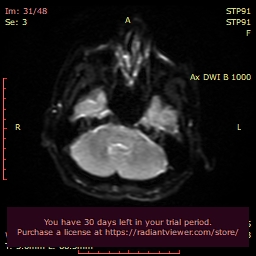 Im: 31/48
Se: 3
STP91
STP91
F
A
Ax DWI B 1000
R
L
You have 30 days left in your trial period.
Purchase a license at https://radiantviewer.com/store/